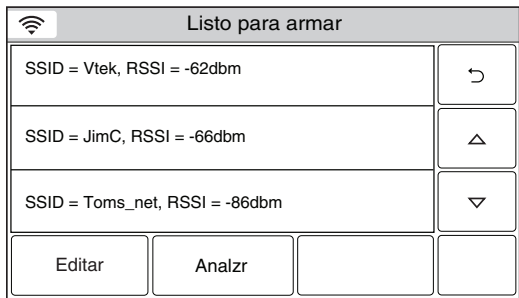 Listo para armar
SSID = Vtek, RSSI = -62dbm
SSID = JimC, RSSI = -66dbm
SSID = Toms_net, RSSI = -86dbm
Editar
Analzr